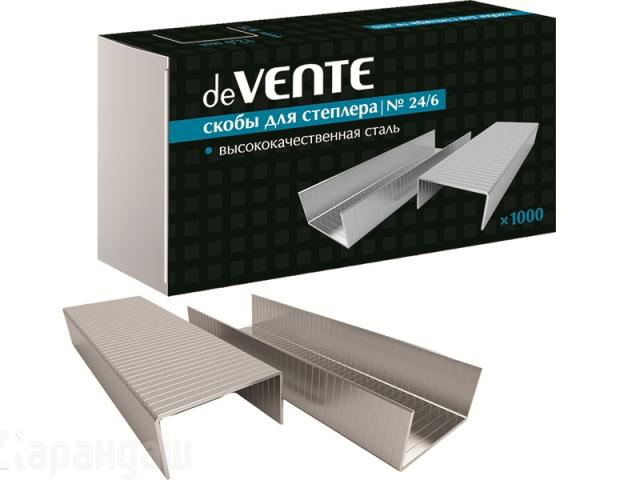 deVENTE
скобы для степлера | № 24/6
• высококачественная сталь
×1000
Карандаш